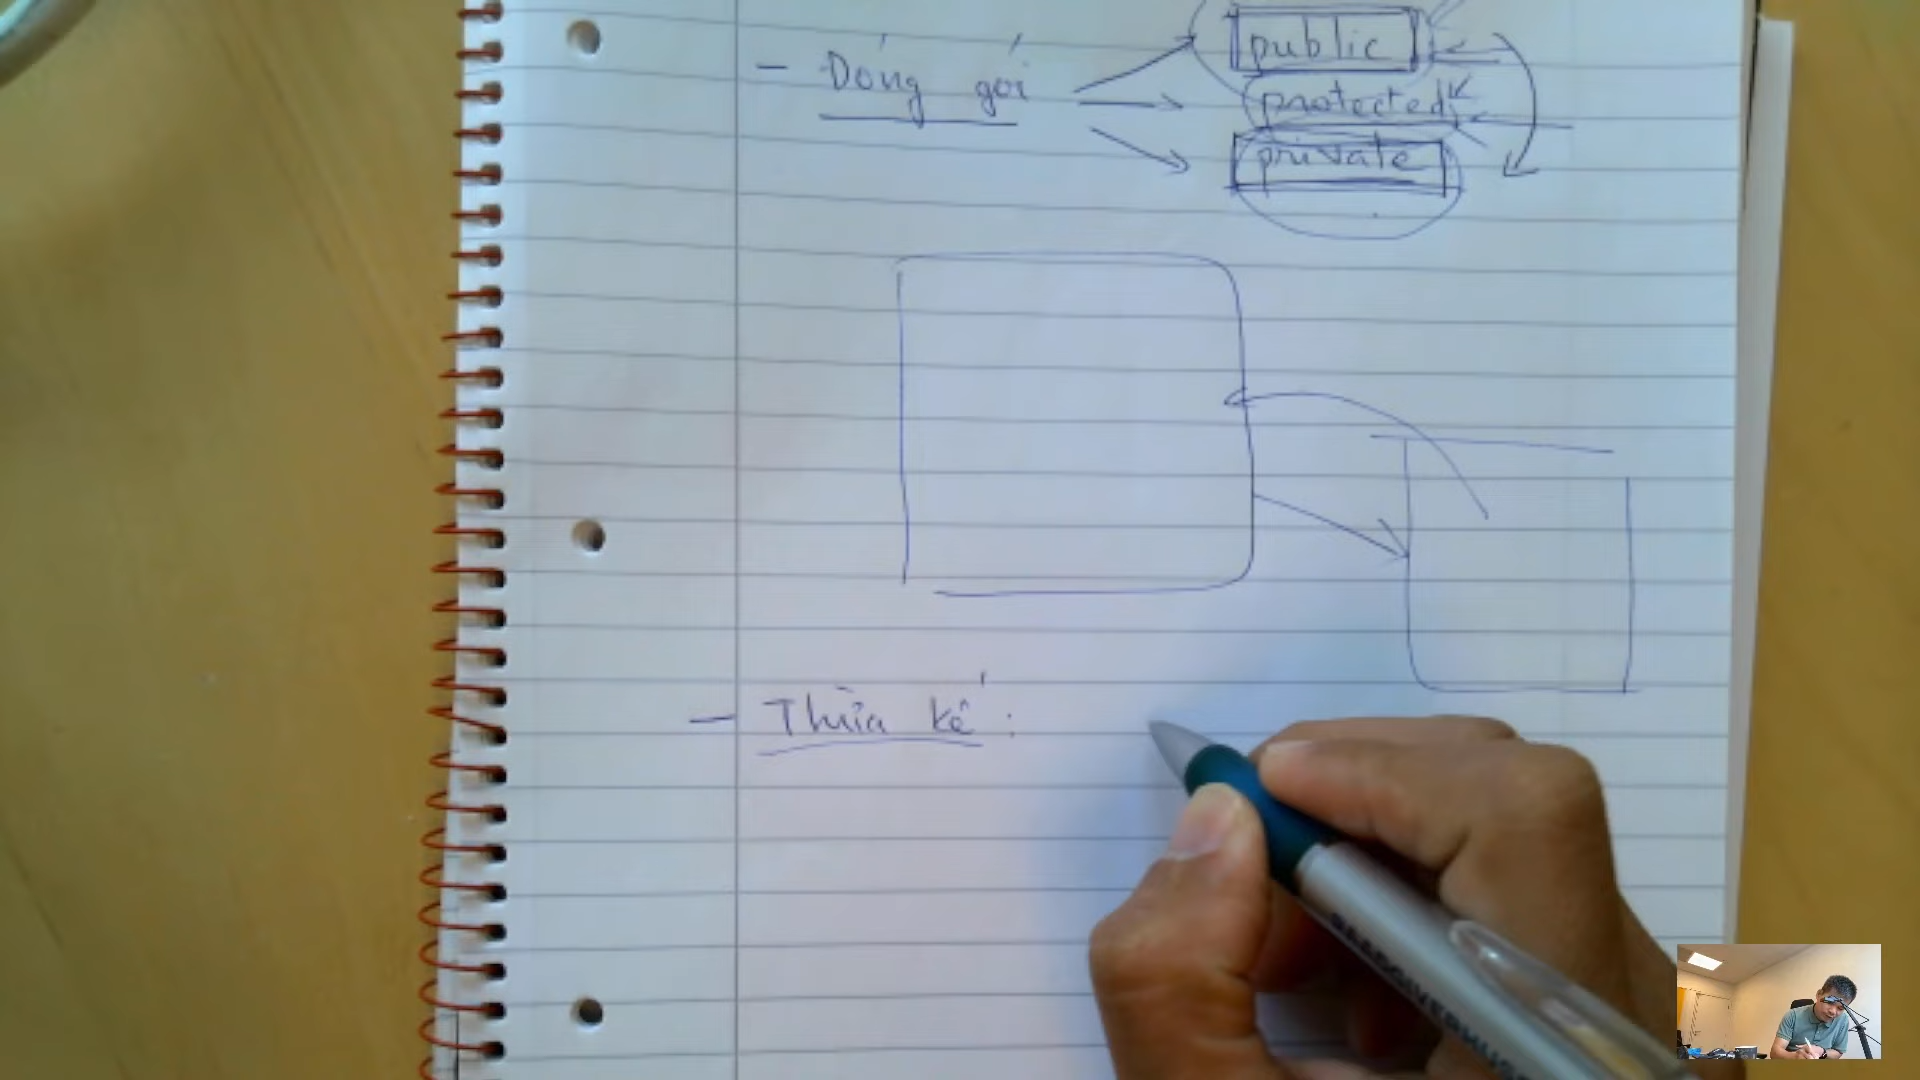 - Đóng gói
public
protected
private
- Thừa kế :